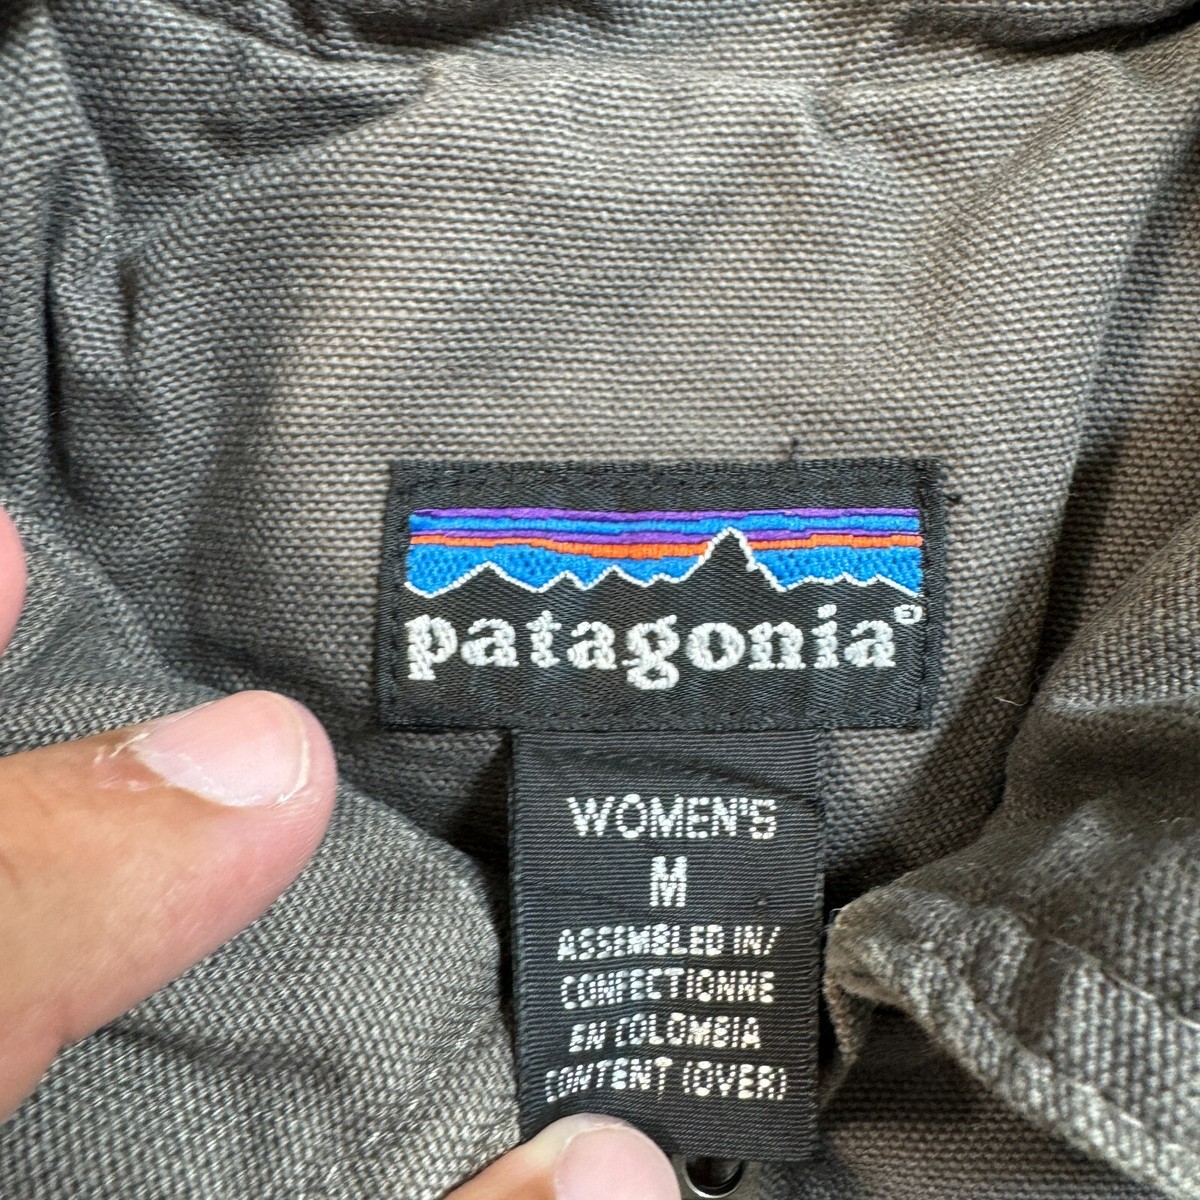 patagonia®
WOMEN'S
M
ASSEMBLED IN/
CONFECTIONNE
EN COLOMBIA
CONTENT (OVER)